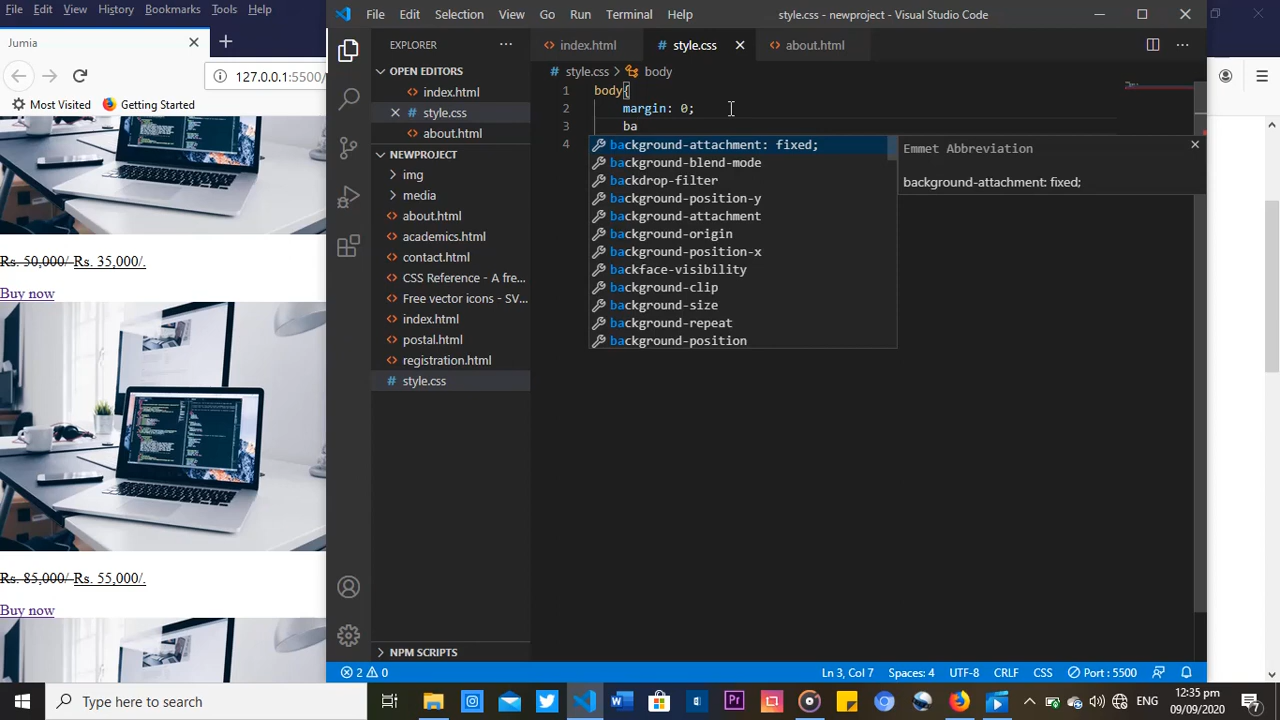 File Edit View History Bookmarks Tools Help
Jumia
127.0.0.1:5500/
Most Visited Getting Started
Rs. 50,000/- Rs. 35,000/.
Buy now
Rs. 85,000/- Rs. 55,000/.
Buy now
File Edit Selection View Go Run Terminal Help
style.css - newproject - Visual Studio Code
EXPLORER
OPEN EDITORS
index.html
style.css
about.html
NEWPROJECT
img
media
about.html
academics.html
contact.html
CSS Reference - A fre...
Free vector icons - SV...
index.html
postal.html
registration.html
style.css
NPM SCRIPTS
index.html style.css about.html
style.css > body
1 body{
2 margin: 0;
3 ba
4
background-attachment: fixed;
background-blend-mode
backdrop-filter
background-position-y
background-attachment
background-origin
background-position-x
backface-visibility
background-clip
background-size
background-repeat
background-position
Emmet Abbreviation
background-attachment: fixed;
2 0
Ln 3, Col 7 Spaces: 4 UTF-8 CRLF CSS Port : 5500
Type here to search
ENG
12:35 pm
09/09/2020
7